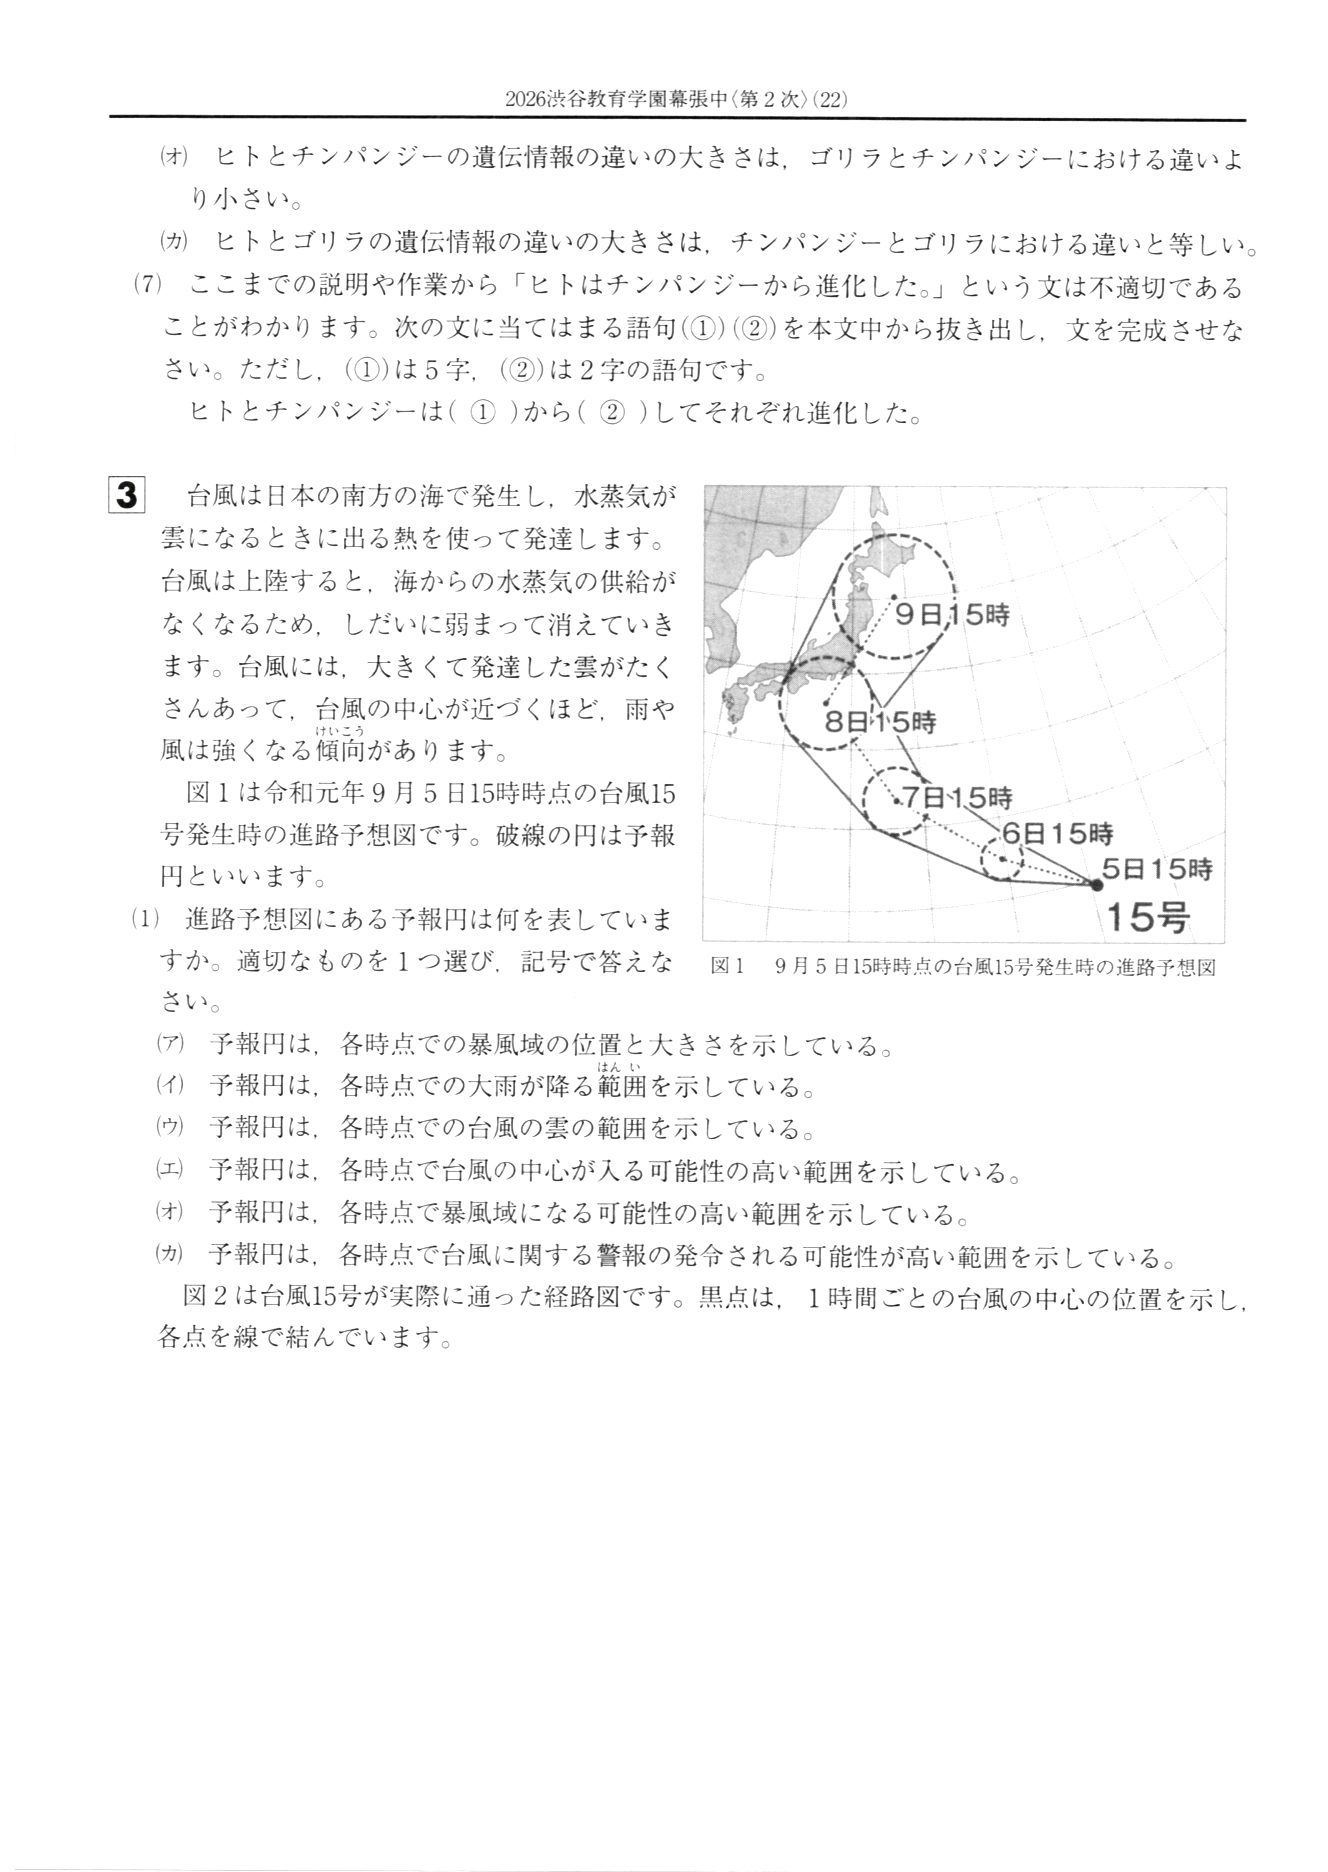 2026渋谷教育学園幕張中〈第2次〉(22)
(オ) ヒトとチンパンジーの遺伝情報の違いの大きさは，ゴリラとチンパンジーにおける違いよ
り小さい。
(カ) ヒトとゴリラの遺伝情報の違いの大きさは，チンパンジーとゴリラにおける違いと等しい。
(7) ここまでの説明や作業から「ヒトはチンパンジーから進化した。」という文は不適切である
ことがわかります。次の文に当てはまる語句(①)(②)を本文中から抜き出し，文を完成させな
さい。ただし，(①)は5字，(②)は2字の語句です。
ヒトとチンパンジーは( ① )から( ② )してそれぞれ進化した。
3 台風は日本の南方の海で発生し，水蒸気が
雲になるときに出る熱を使って発達します。
台風は上陸すると，海からの水蒸気の供給が
なくなるため，しだいに弱まって消えていき
ます。台風には，大きくて発達した雲がたく
さんあって，台風の中心が近づくほど，雨や
けいこう
風は強くなる傾向があります。
図1は令和元年9月5日15時時点の台風15
号発生時の進路予想図です。破線の円は予報
円といいます。
(1) 進路予想図にある予報円は何を表していま
すか。適切なものを1つ選び，記号で答えな
さい。
9日15時
8日15時
7日15時
6日15時
5日15時
15号
図1 9月5日15時時点の台風15号発生時の進路予想図
(ア) 予報円は，各時点での暴風域の位置と大きさを示している。
はん い
(イ) 予報円は，各時点での大雨が降る範囲を示している。
(ウ) 予報円は，各時点での台風の雲の範囲を示している。
(エ) 予報円は，各時点で台風の中心が入る可能性の高い範囲を示している。
(オ) 予報円は，各時点で暴風域になる可能性の高い範囲を示している。
(カ) 予報円は，各時点で台風に関する警報の発令される可能性が高い範囲を示している。
図2は台風15号が実際に通った経路図です。黒点は，1時間ごとの台風の中心の位置を示し，
各点を線で結んでいます。